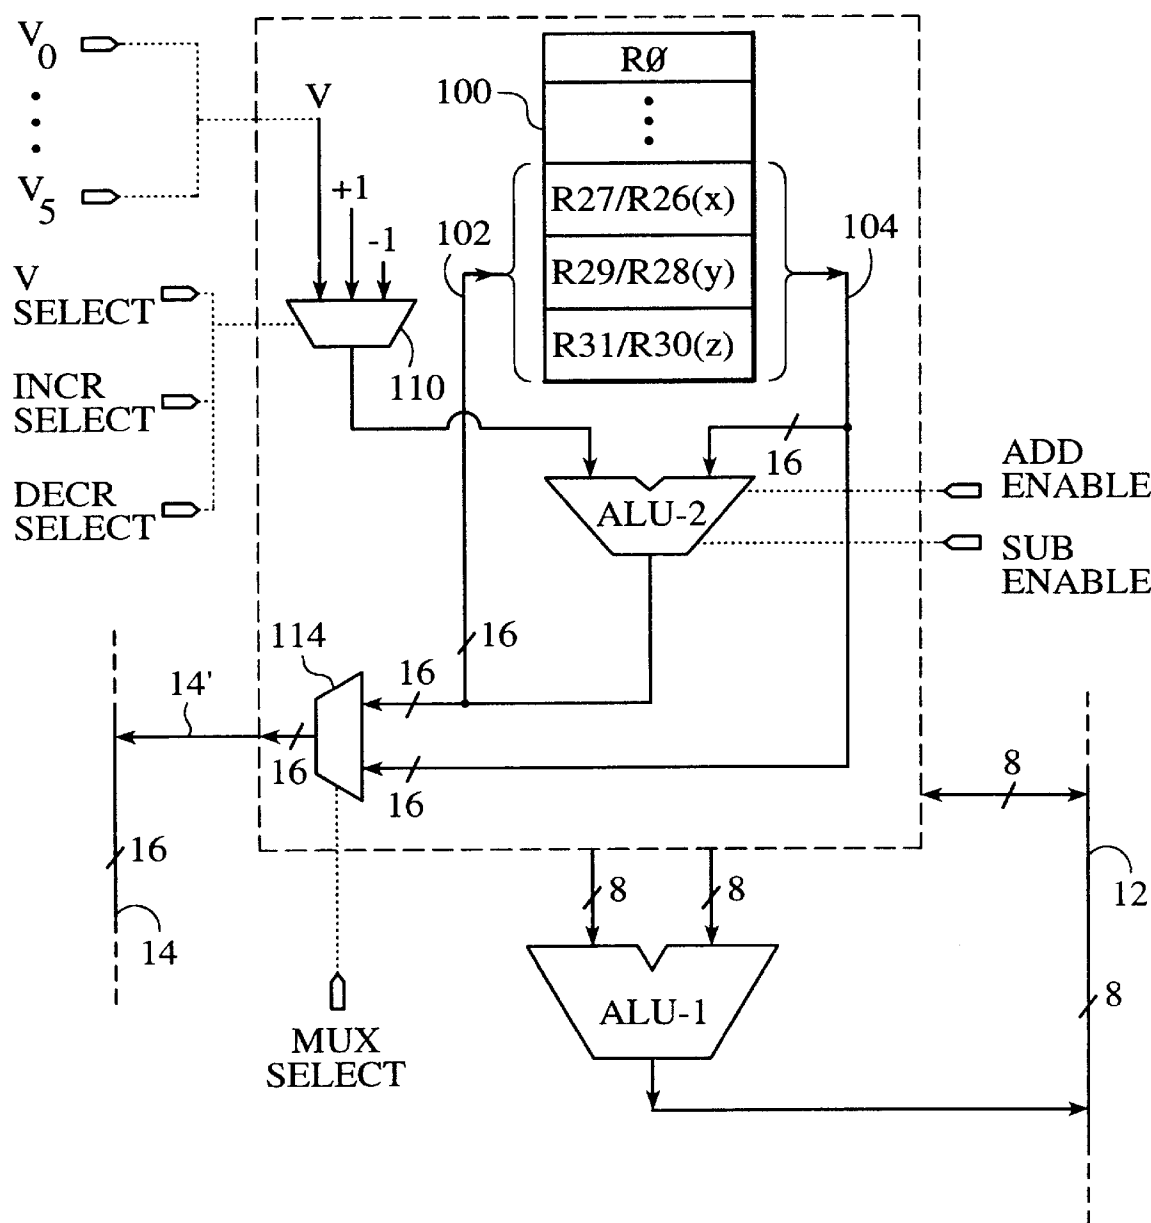 V0
V5
V
SELECT
INCR
SELECT
DECR
SELECT
V
+1
-1
110
100
102
104
RØ
R27/R26(x)
R29/R28(y)
R31/R30(z)
16
ALU-2
ADD
ENABLE
SUB
ENABLE
16
16
114
14'
16
16
16
14
MUX
SELECT
8
8
8
12
8
ALU-1